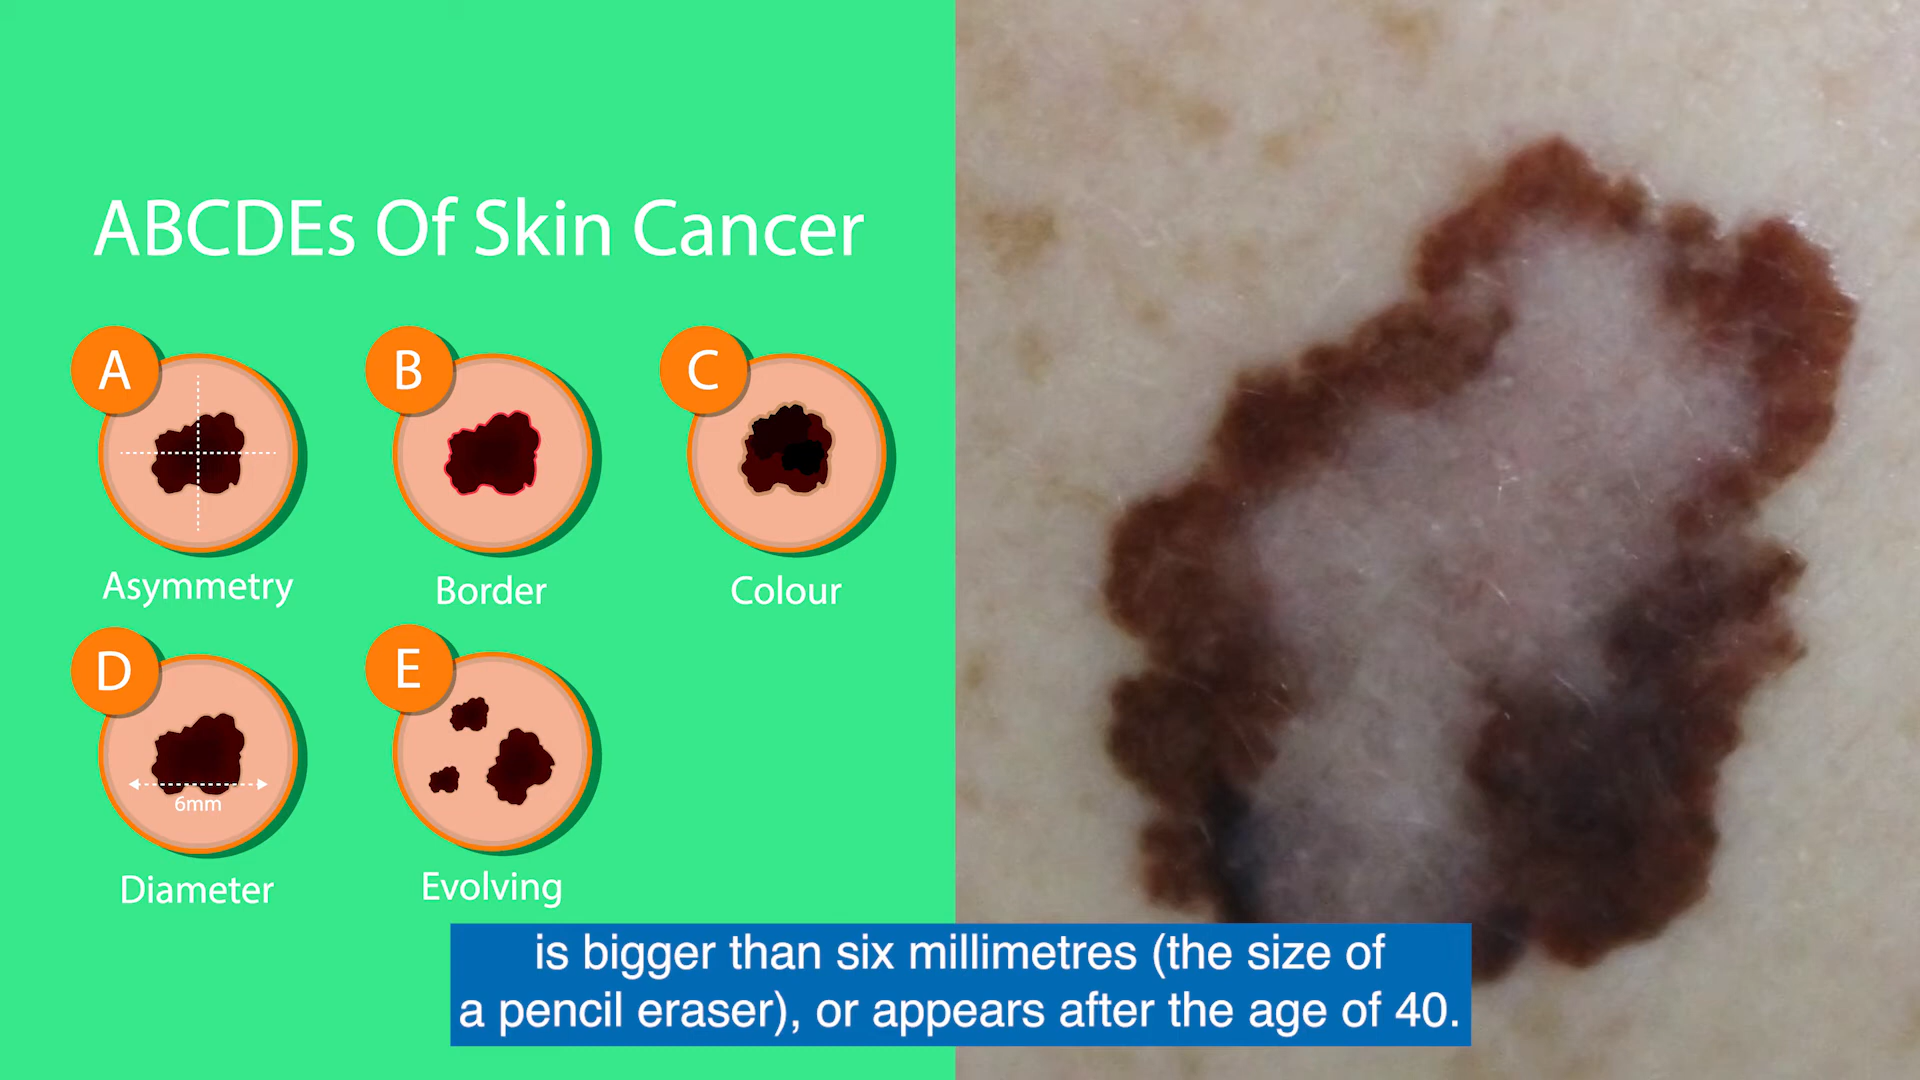 ABCDEs Of Skin Cancer
A
B
C
Asymmetry
Border
Colour
D
E
6mm
Diameter
Evolving
is bigger than six millimetres (the size of
a pencil eraser), or appears after the age of 40.